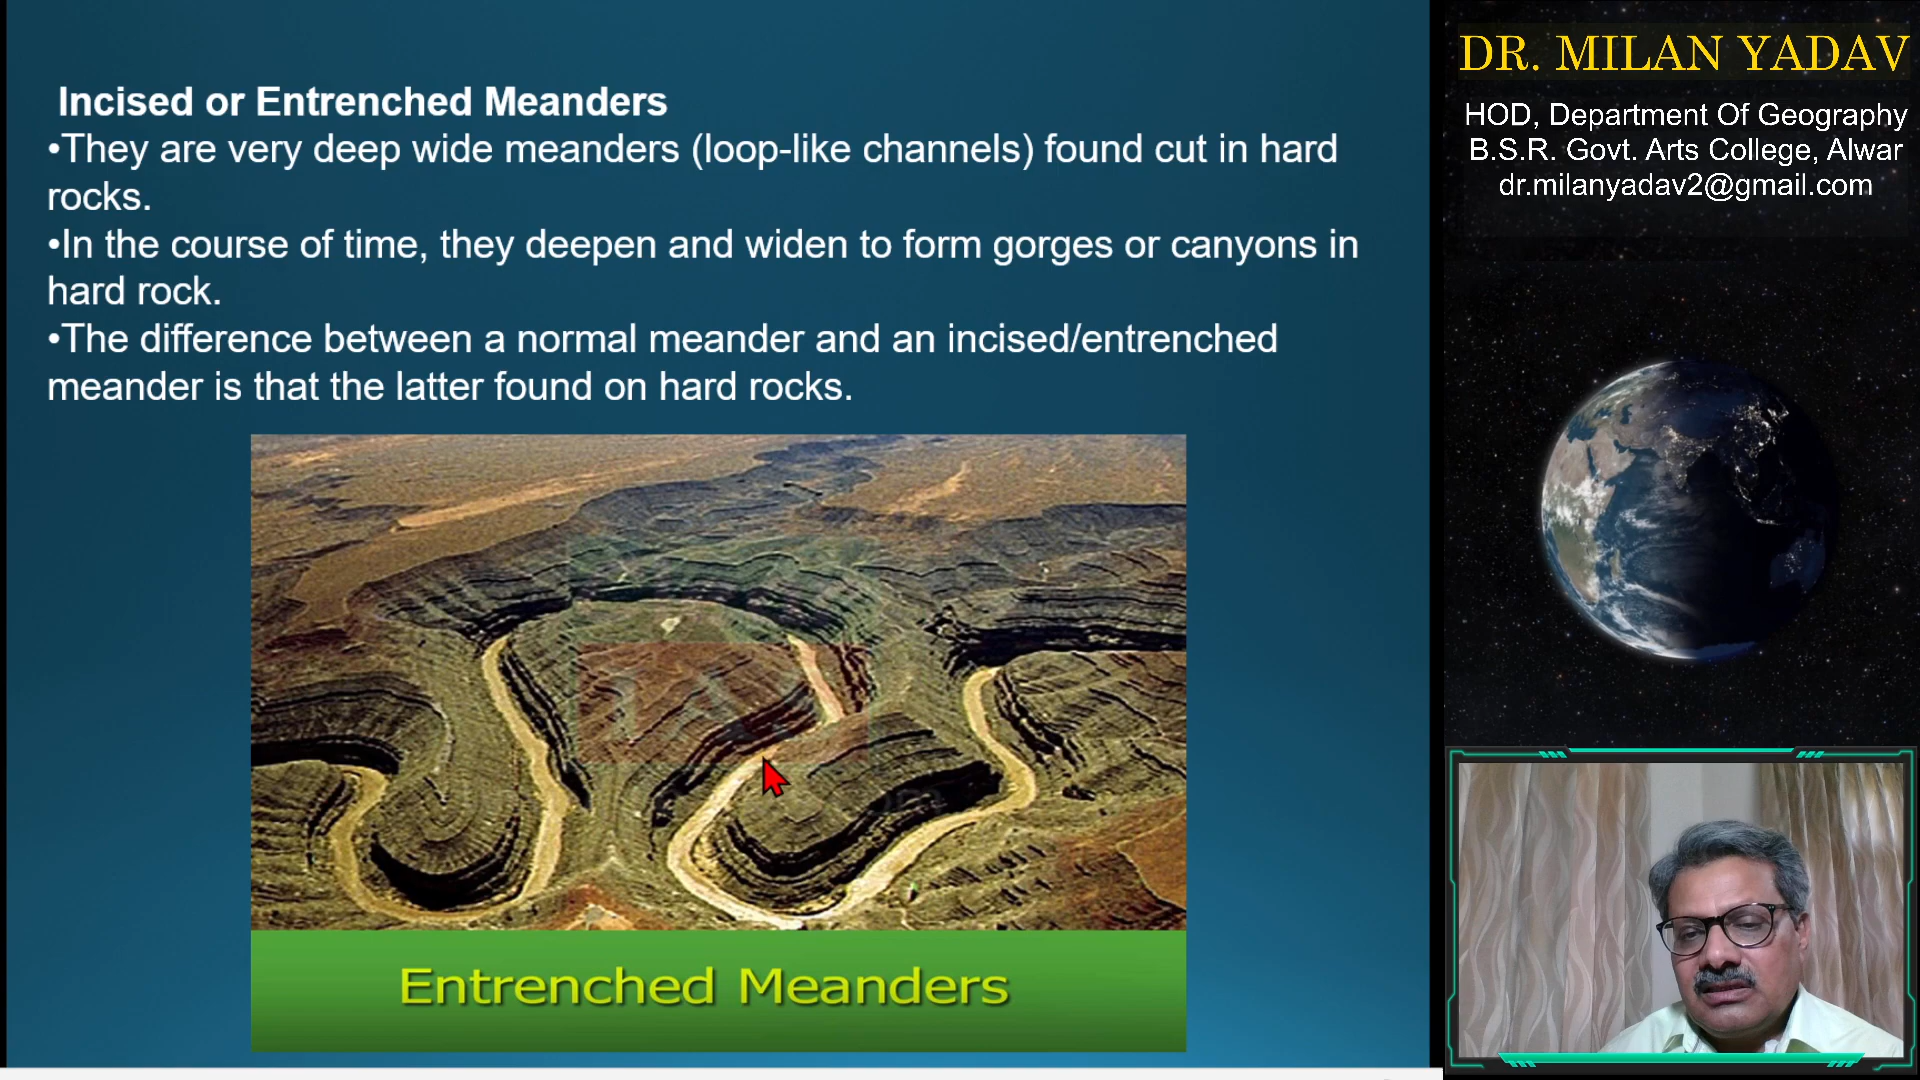 Incised or Entrenched Meanders
•They are very deep wide meanders (loop-like channels) found cut in hard
rocks.
•In the course of time, they deepen and widen to form gorges or canyons in
hard rock.
•The difference between a normal meander and an incised/entrenched
meander is that the latter found on hard rocks.
Entrenched Meanders
DR. MILAN YADAV
HOD, Department Of Geography
B.S.R. Govt. Arts College, Alwar
dr.milanyadav2@gmail.com